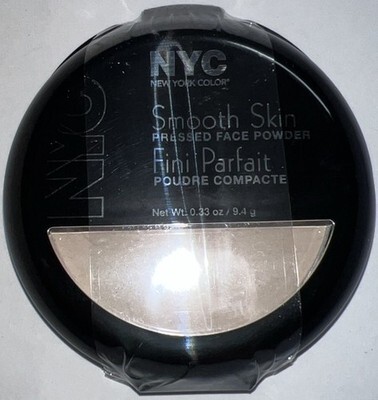 NYC
NEW YORK COLOR®
NYC
Smooth Skin
PRESSED FACE POWDER
Fini Parfait
POUDRE COMPACTE
Net Wt. 0.33 oz / 9.4 g